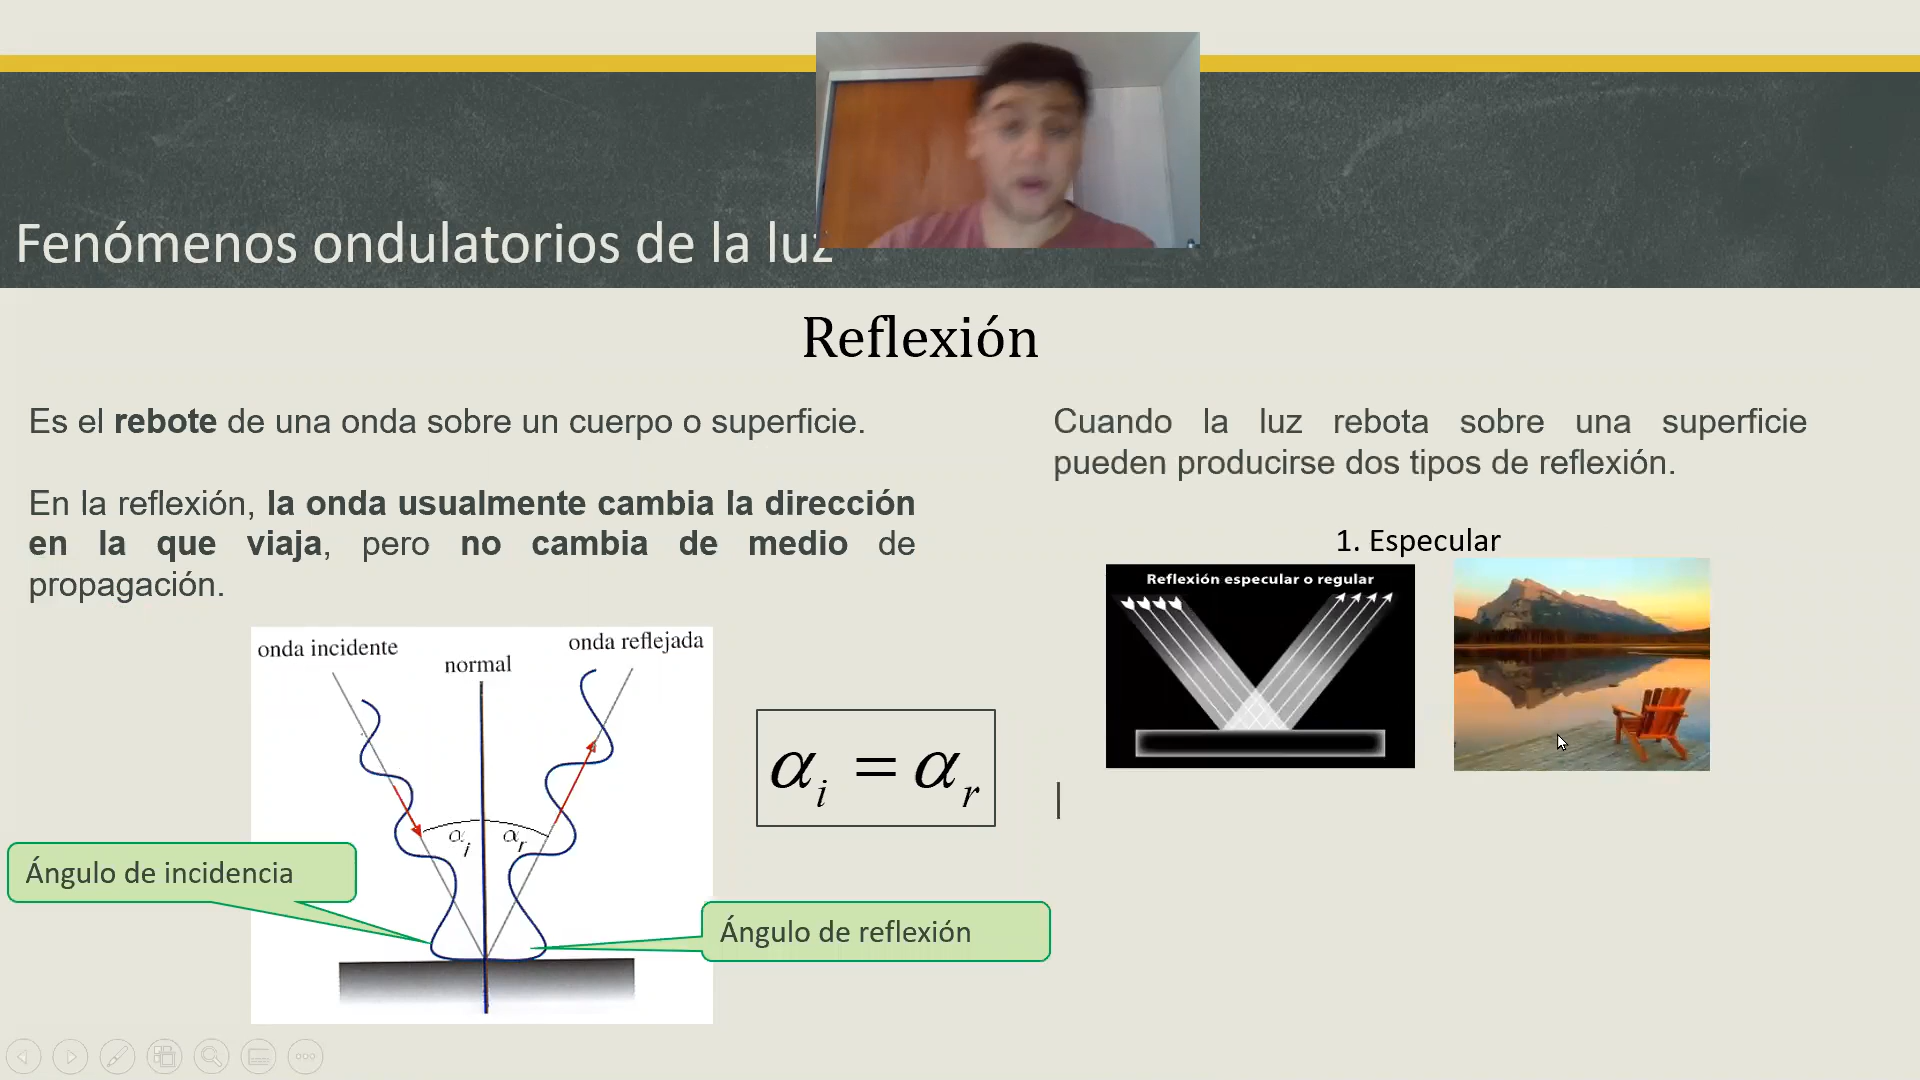 Fenómenos ondulatorios de la luz
Reflexión
Es el rebote de una onda sobre un cuerpo o superficie.
En la reflexión, la onda usualmente cambia la dirección
en la que viaja, pero no cambia de medio de
propagación.
onda incidente
normal
onda reflejada
αi
αr
Ángulo de incidencia
Ángulo de reflexión
αi = αr
Cuando la luz rebota sobre una superficie
pueden producirse dos tipos de reflexión.
1. Especular
Reflexión especular o regular